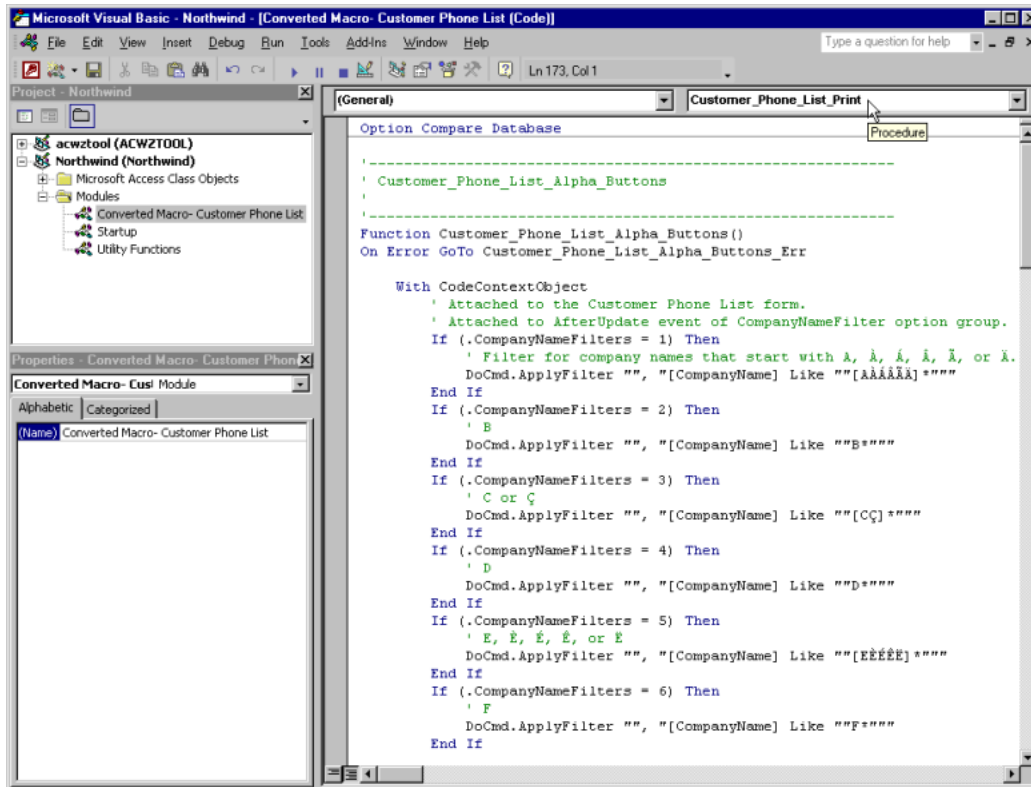 Microsoft Visual Basic - Northwind - [Converted Macro- Customer Phone List (Code)]
File Edit View Insert Debug Run Tools Add-Ins Window Help Type a question for help
Ln 173, Col 1
Project - Northwind
acwztool (ACWZTOOL)
Northwind (Northwind)
Microsoft Access Class Objects
Modules
Converted Macro- Customer Phone List
Startup
Utility Functions
Properties - Converted Macro- Customer Phone
Converted Macro- Cus Module
Alphabetic Categorized
(Name) Converted Macro- Customer Phone List
(General) Customer_Phone_List_Print
Procedure
Option Compare Database
'------------------------------------------------------------
' Customer_Phone_List_Alpha_Buttons
'
'------------------------------------------------------------
Function Customer_Phone_List_Alpha_Buttons()
On Error GoTo Customer_Phone_List_Alpha_Buttons_Err
With CodeContextObject
' Attached to the Customer Phone List form.
' Attached to AfterUpdate event of CompanyNameFilter option group.
If (.CompanyNameFilters = 1) Then
' Filter for company names that start with A, À, Á, Â, Ã, or Ä.
DoCmd.ApplyFilter "", "[CompanyName] Like ""[AÀÁÂÃÄ]*"""
End If
If (.CompanyNameFilters = 2) Then
' B
DoCmd.ApplyFilter "", "[CompanyName] Like ""B*"""
End If
If (.CompanyNameFilters = 3) Then
' C or Ç
DoCmd.ApplyFilter "", "[CompanyName] Like ""[CÇ]*"""
End If
If (.CompanyNameFilters = 4) Then
' D
DoCmd.ApplyFilter "", "[CompanyName] Like ""D*"""
End If
If (.CompanyNameFilters = 5) Then
' E, È, É, Ê, or Ë
DoCmd.ApplyFilter "", "[CompanyName] Like ""[EÈÉÊË]*"""
End If
If (.CompanyNameFilters = 6) Then
' F
DoCmd.ApplyFilter "", "[CompanyName] Like ""F*"""
End If